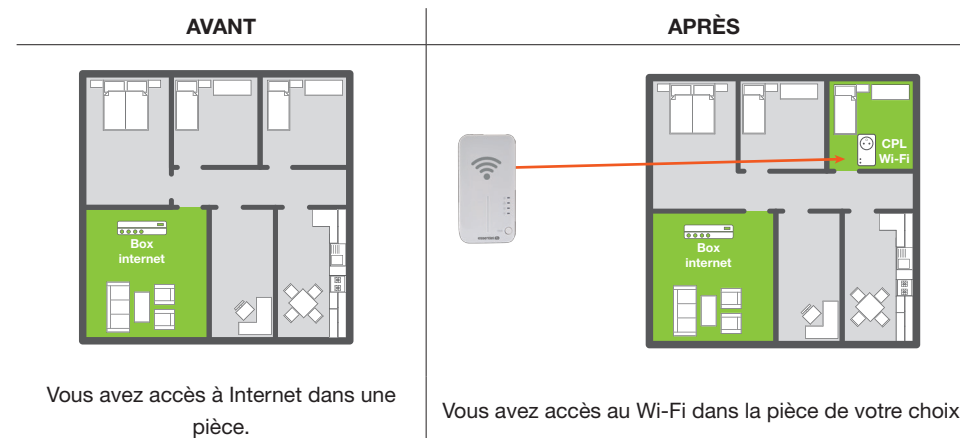 AVANT
APRÈS
Box
internet
CPL
Wi-Fi
Box
internet
Vous avez accès à Internet dans une
pièce.
Vous avez accès au Wi-Fi dans la pièce de votre choix